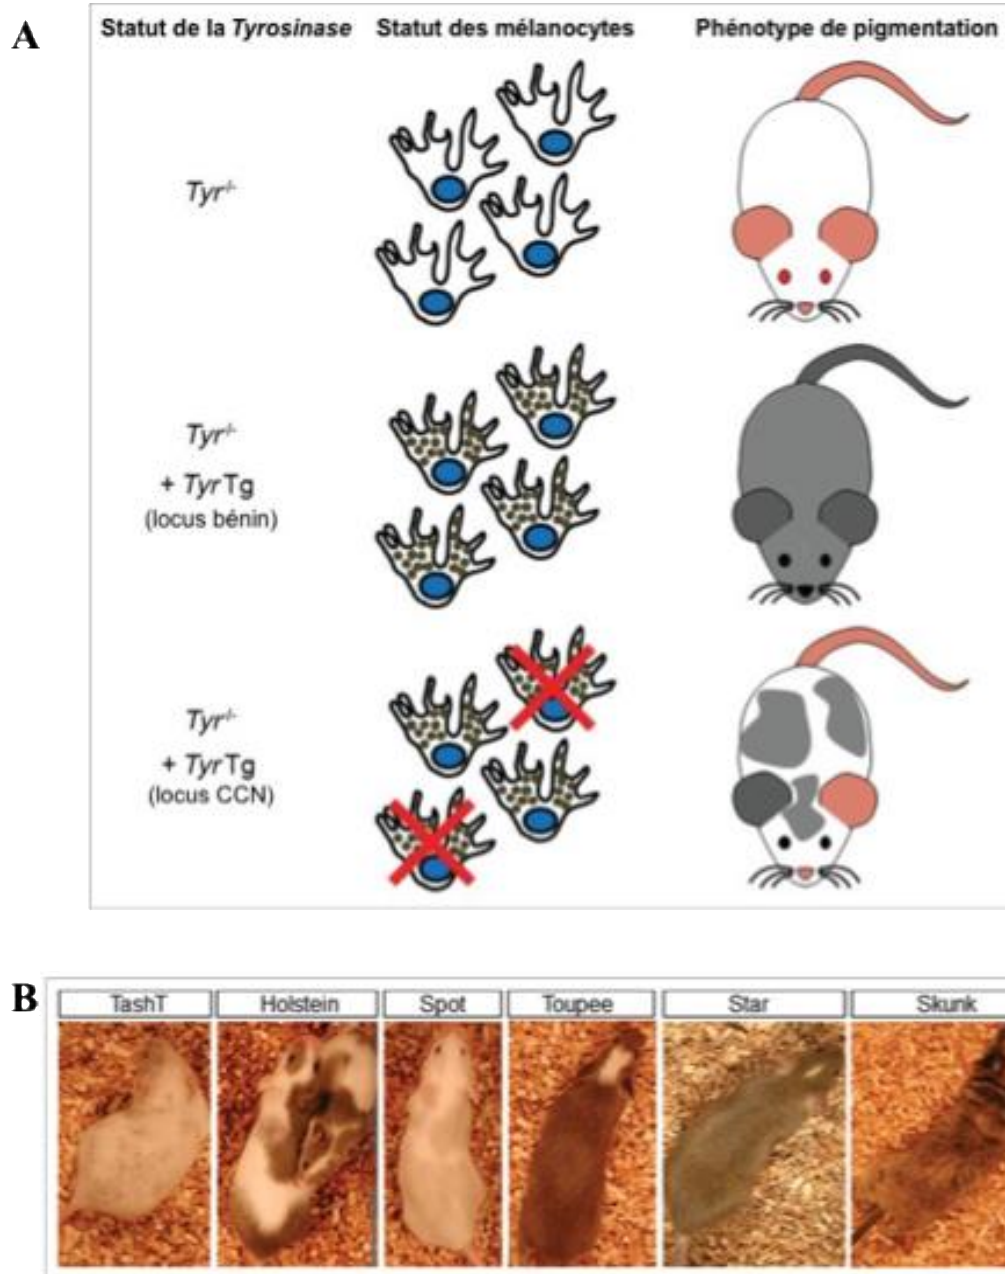 A
Statut de la Tyrosinase Statut des mélanocytes Phénotype de pigmentation
Tyr-/-
Tyr-/-
+ Tyr Tg
(locus bénin)
Tyr-/-
+ Tyr Tg
(locus CCN)
B
TashT Holstein Spot Toupee Star Skunk